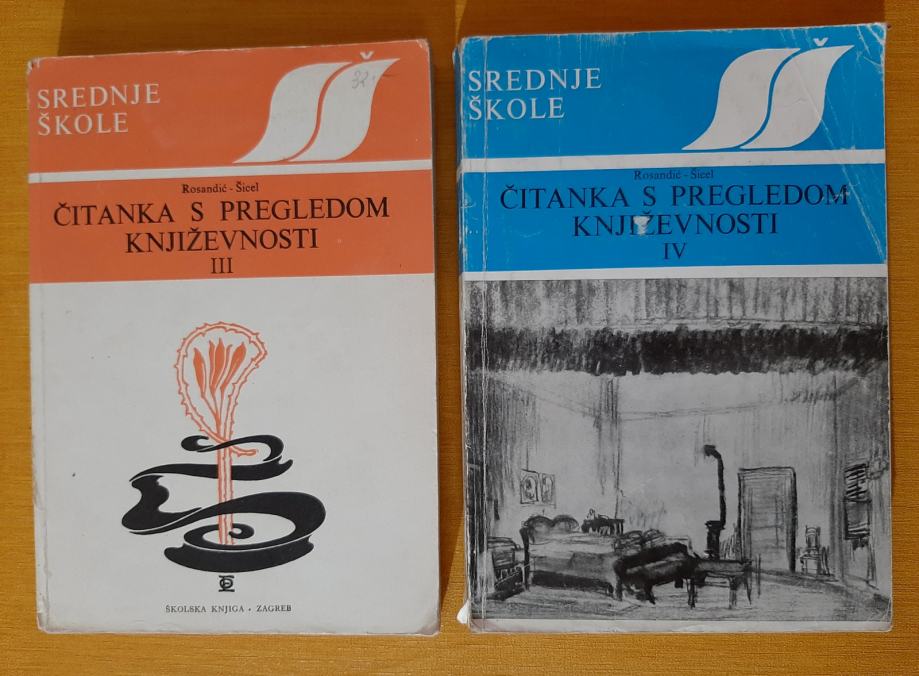 SREDNJE
ŠKOLE
32.-
Rosandić - Šicel
ČITANKA S PREGLEDOM
KNJIŽEVNOSTI
III
ŠKOLSKA KNJIGA • ZAGREB
SREDNJE
ŠKOLE
Rosandić - Šicel
ČITANKA S PREGLEDOM
KNJIŽEVNOSTI
IV